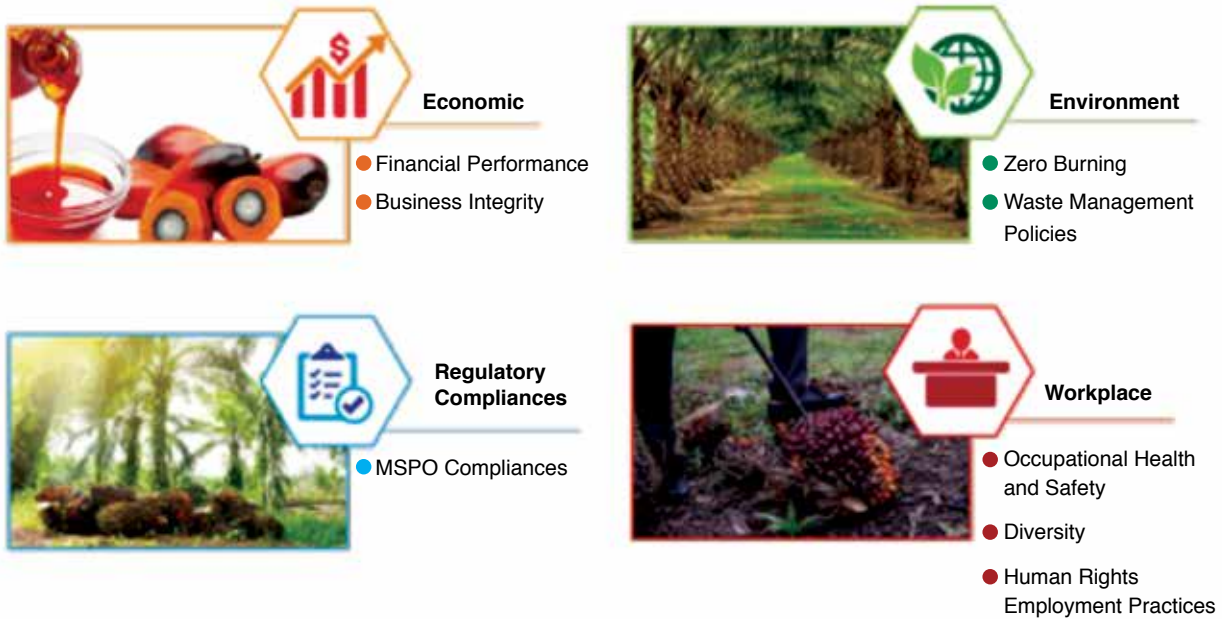 $
Economic
Financial Performance
Business Integrity
Environment
Zero Burning
Waste Management
Policies
Regulatory
Compliances
MSPO Compliances
Workplace
Occupational Health
and Safety
Diversity
Human Rights
Employment Practices